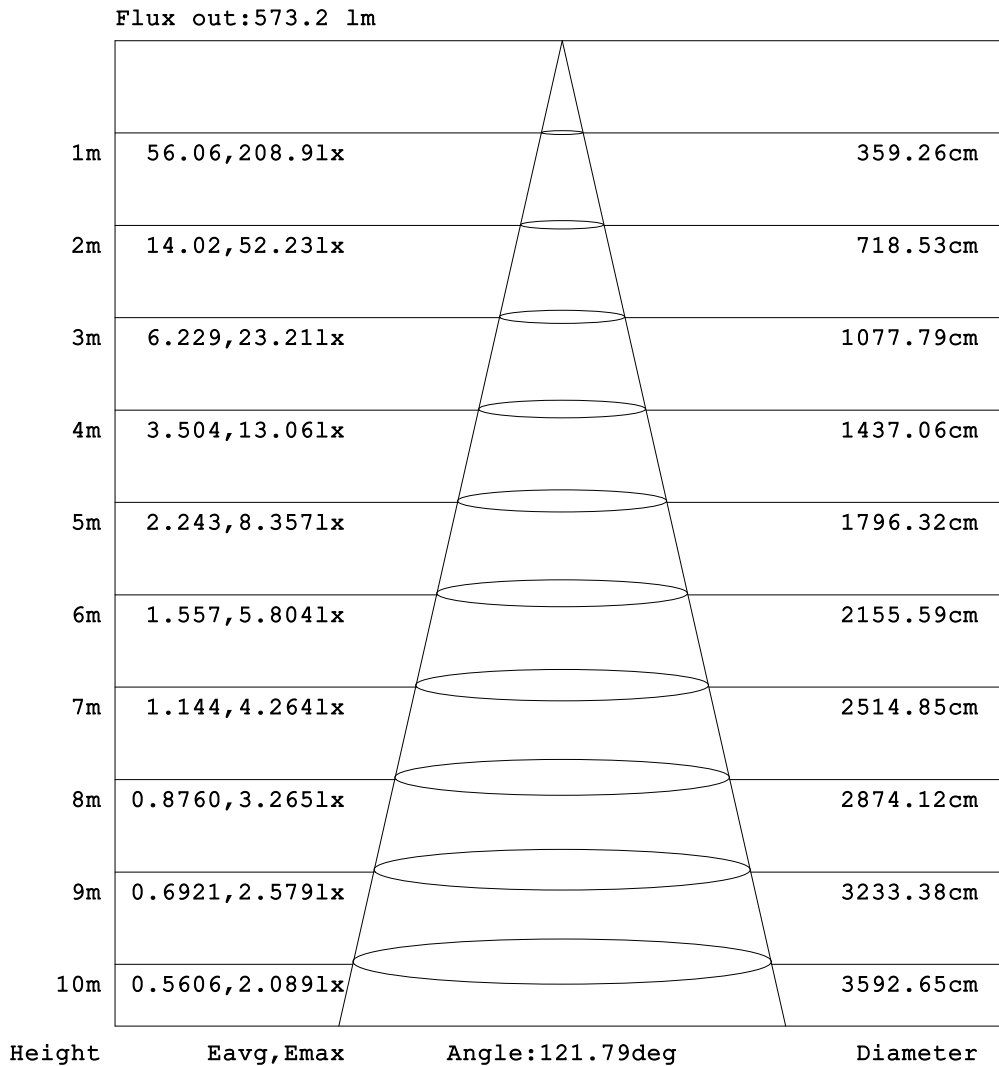 Flux out:573.2 lm
1m 56.06,208.9lx 359.26cm
2m 14.02,52.23lx 718.53cm
3m 6.229,23.21lx 1077.79cm
4m 3.504,13.06lx 1437.06cm
5m 2.243,8.357lx 1796.32cm
6m 1.557,5.804lx 2155.59cm
7m 1.144,4.264lx 2514.85cm
8m 0.8760,3.265lx 2874.12cm
9m 0.6921,2.579lx 3233.38cm
10m 0.5606,2.089lx 3592.65cm
Height Eavg,Emax Angle:121.79deg Diameter